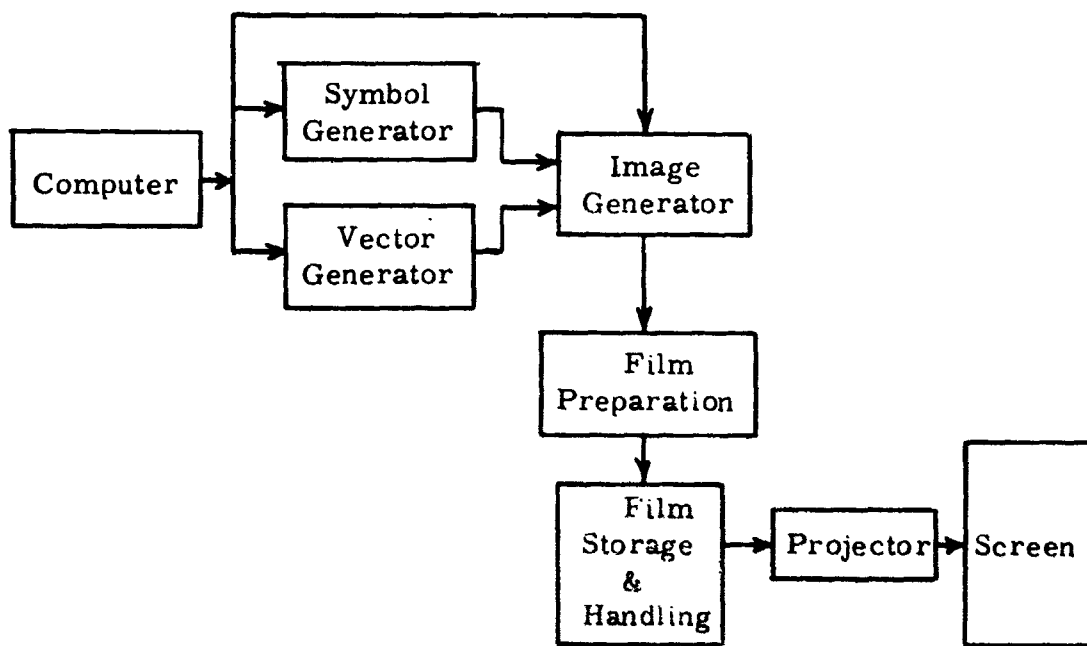 Computer
Symbol
Generator
Vector
Generator
Image
Generator
Film
Preparation
Film
Storage
&
Handling
Projector
Screen